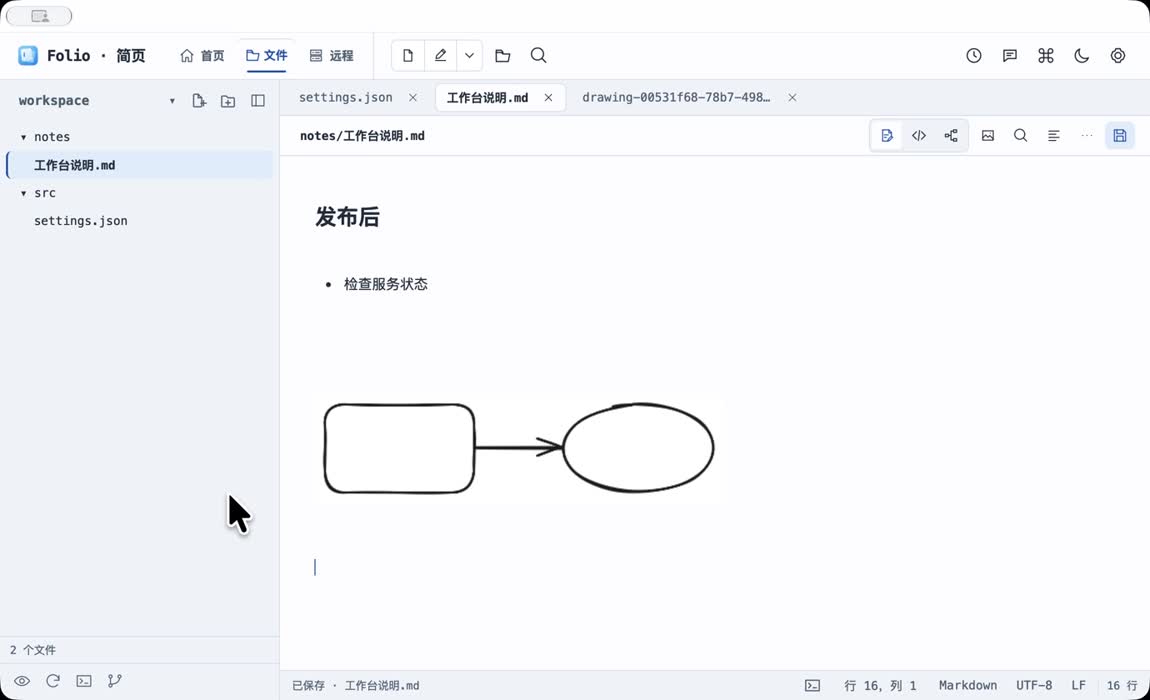 Folio · 简页
首页
文件
远程
workspace
settings.json
工作台说明.md
drawing-00531f68-78b7-498…
notes
工作台说明.md
src
settings.json
notes/工作台说明.md
发布后
• 检查服务状态
2 个文件
已保存 · 工作台说明.md
行 16, 列 1
Markdown
UTF-8
LF
16 行